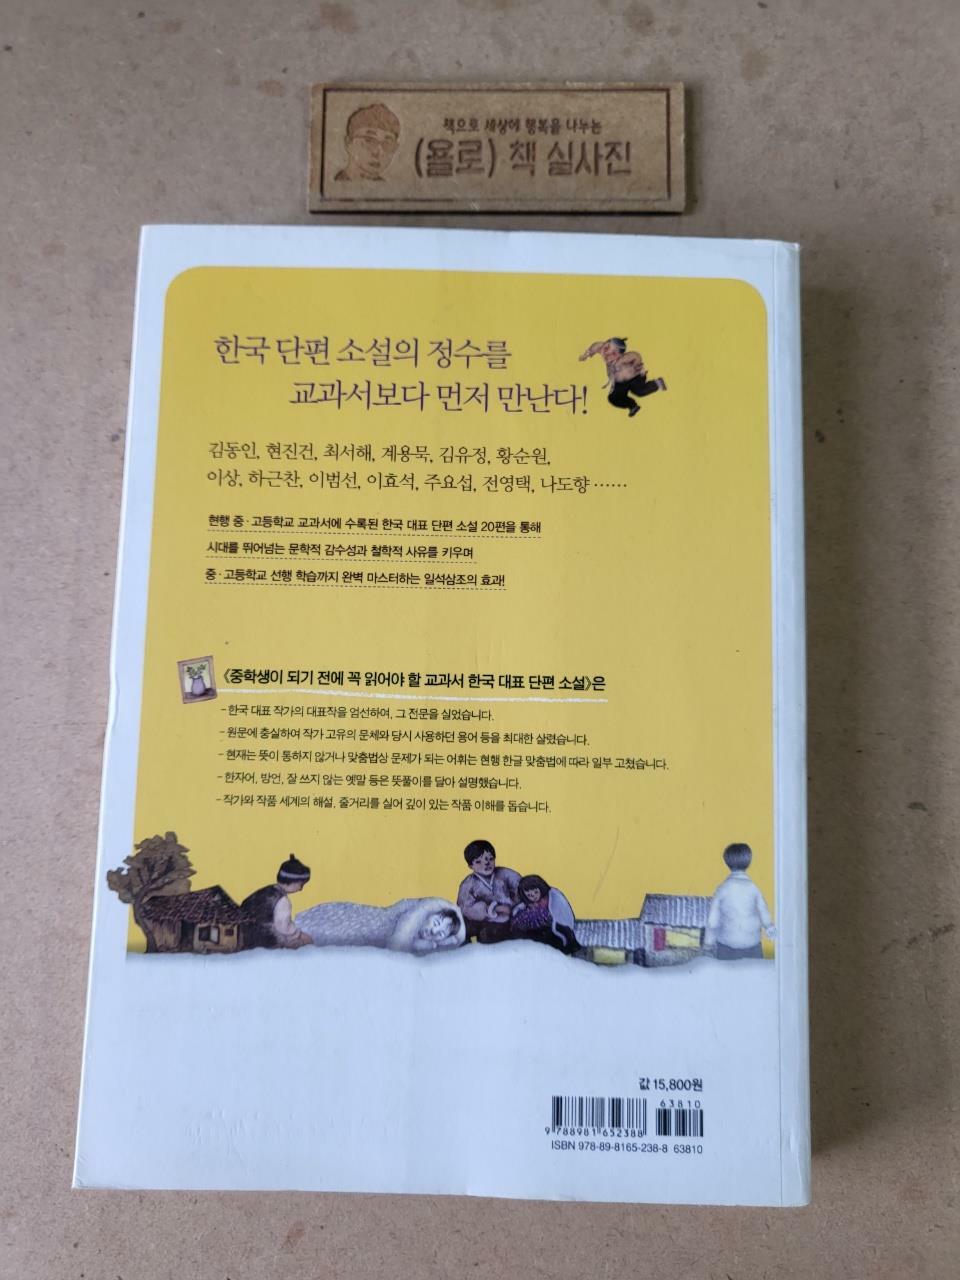 책으로 세상에 행복을 나누는
(욜로) 책 실사진
한국 단편 소설의 정수를
교과서보다 먼저 만난다!
김동인, 현진건, 최서해, 계용묵, 김유정, 황순원,
이상, 하근찬, 이범선, 이효석, 주요섭, 전영택, 나도향 ……
현행 중·고등학교 교과서에 수록된 한국 대표 단편 소설 20편을 통해
시대를 뛰어넘는 문학적 감수성과 철학적 사유를 키우며
중·고등학교 선행 학습까지 완벽 마스터하는 일석삼조의 효과!
《중학생이 되기 전에 꼭 읽어야 할 교과서 한국 대표 단편 소설》은
- 한국 대표 작가의 대표작을 엄선하여, 그 전문을 실었습니다.
- 원문에 충실하여 작가 고유의 문체와 당시 사용하던 용어 등을 최대한 살렸습니다.
- 현재는 뜻이 통하지 않거나 맞춤법상 문제가 되는 어휘는 현행 한글 맞춤법에 따라 일부 고쳤습니다.
- 한자어, 방언, 잘 쓰지 않는 옛말 등은 뜻풀이를 달아 설명했습니다.
- 작가와 작품 세계의 해설, 줄거리를 실어 깊이 있는 작품 이해를 돕습니다.
값 15,800원
63810
9 788981 652388
ISBN 978-89-8165-238-8 63810